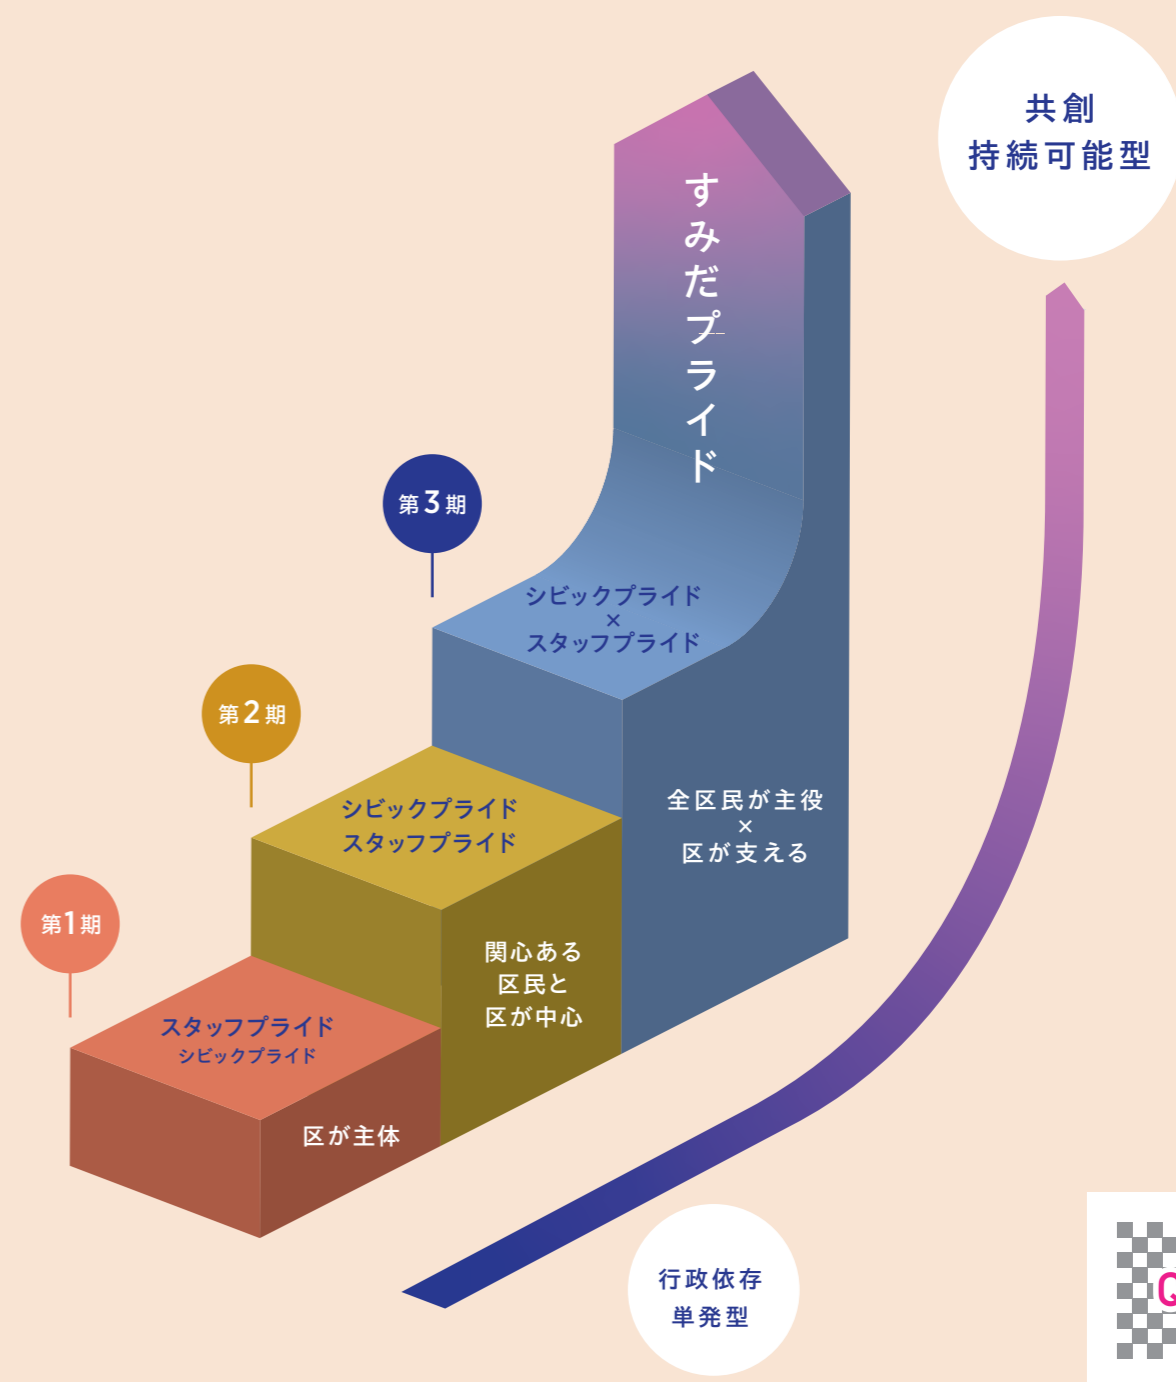 共創
持続可能型
すみだプライド
第3期
シビックプライド
×
スタッフプライド
全区民が主役
×
区が支える
第2期
シビックプライド
スタッフプライド
関心ある
区民と
区が中心
第1期
スタッフプライド
シビックプライド
区が主体
行政依存
単発型